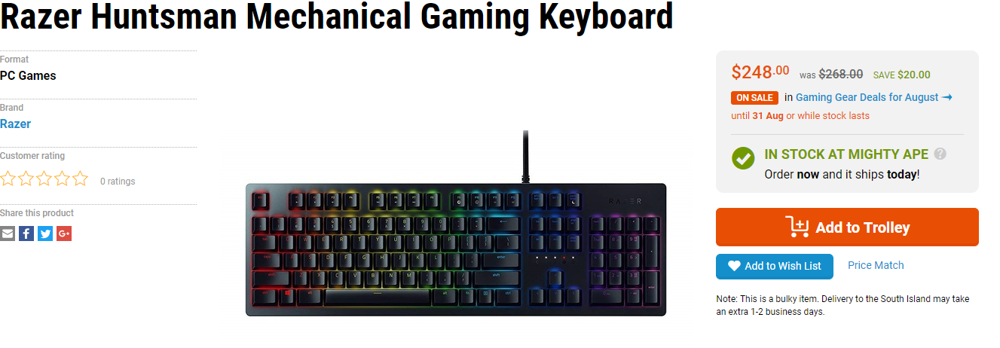 Razer Huntsman Mechanical Gaming Keyboard
Format
PC Games
Brand
Razer
Customer rating
0 ratings
Share this product
RAZER
$248.00 was $268.00 SAVE $20.00
ON SALE in Gaming Gear Deals for August →
until 31 Aug or while stock lasts
IN STOCK AT MIGHTY APE ?
Order now and it ships today!
Add to Trolley
Add to Wish List
Price Match
Note: This is a bulky item. Delivery to the South Island may take
an extra 1-2 business days.